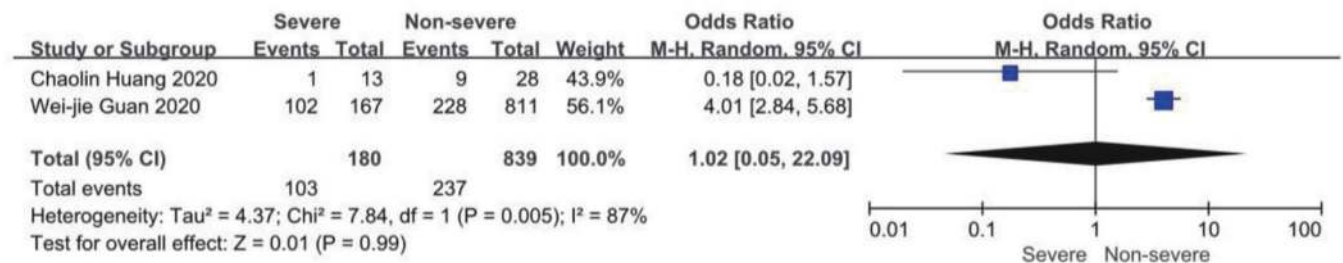 Severe Non-severe Odds Ratio Odds Ratio
Study or Subgroup Events Total Events Total Weight M-H, Random, 95% CI M-H, Random, 95% CI
Chaolin Huang 2020 1 13 9 28 43.9% 0.18 [0.02, 1.57]
Wei-jie Guan 2020 102 167 228 811 56.1% 4.01 [2.84, 5.68]
Total (95% CI) 180 839 100.0% 1.02 [0.05, 22.09]
Total events 103 237
Heterogeneity: Tau² = 4.37; Chi² = 7.84, df = 1 (P = 0.005); I² = 87%
Test for overall effect: Z = 0.01 (P = 0.99)
0.01 0.1 1 10 100
Severe Non-severe